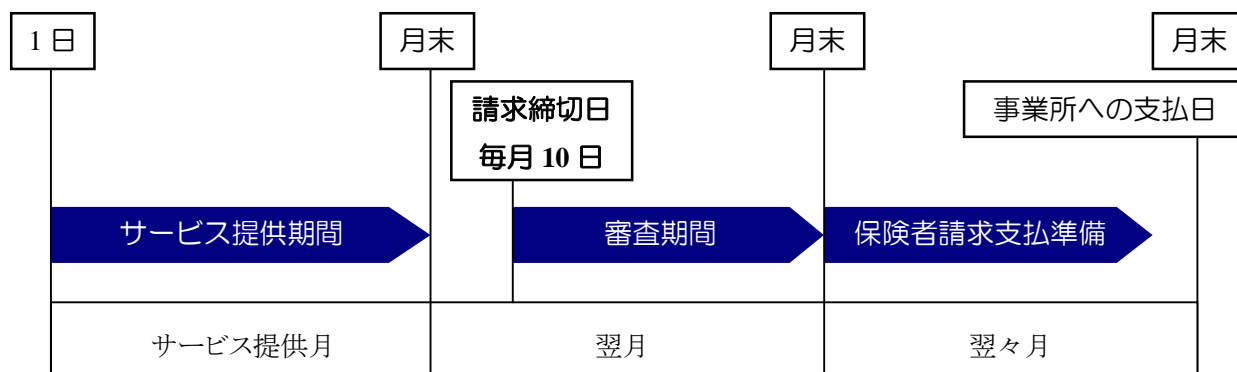 1日
月末
月末
月末
請求締切日
毎月10日
事業所への支払日
サービス提供期間
審査期間
保険者請求支払準備
サービス提供月
翌月
翌々月